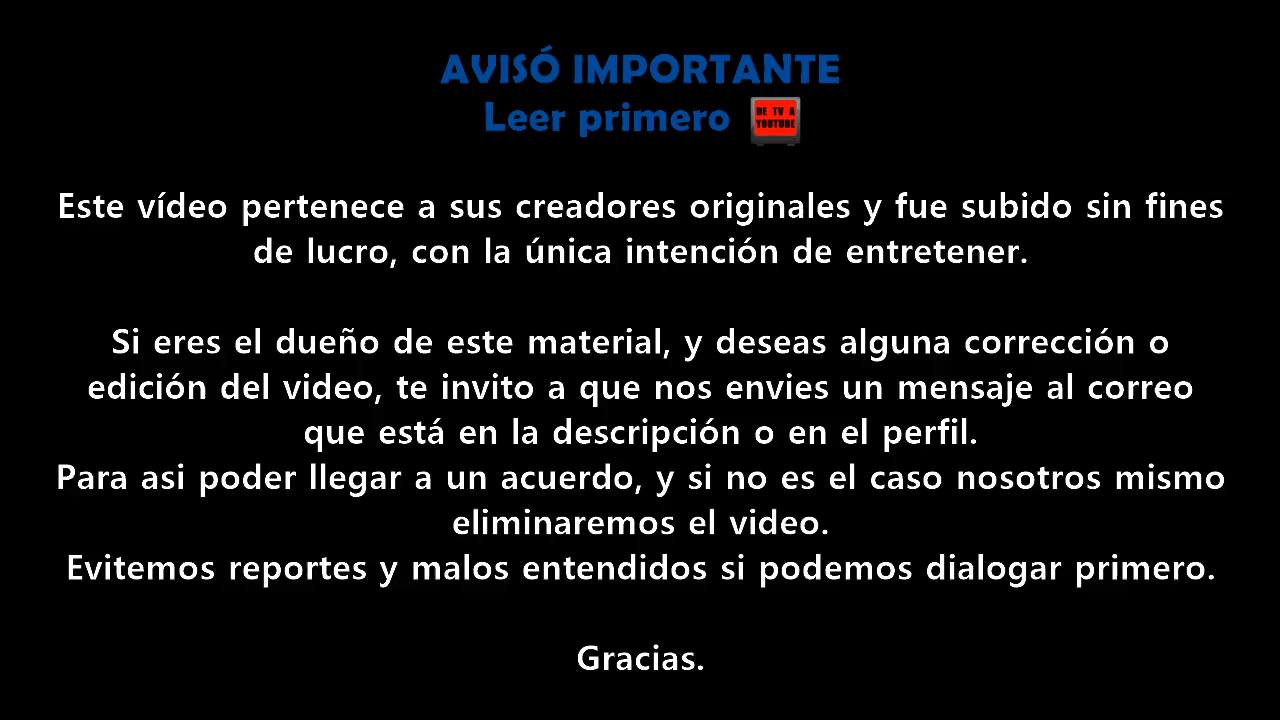 AVISÓ IMPORTANTE
Leer primero
DE TV A
YOUTUBE
Este vídeo pertenece a sus creadores originales y fue subido sin fines
de lucro, con la única intención de entretener.
Si eres el dueño de este material, y deseas alguna corrección o
edición del video, te invito a que nos envies un mensaje al correo
que está en la descripción o en el perfil.
Para asi poder llegar a un acuerdo, y si no es el caso nosotros mismo
eliminaremos el video.
Evitemos reportes y malos entendidos si podemos dialogar primero.
Gracias.